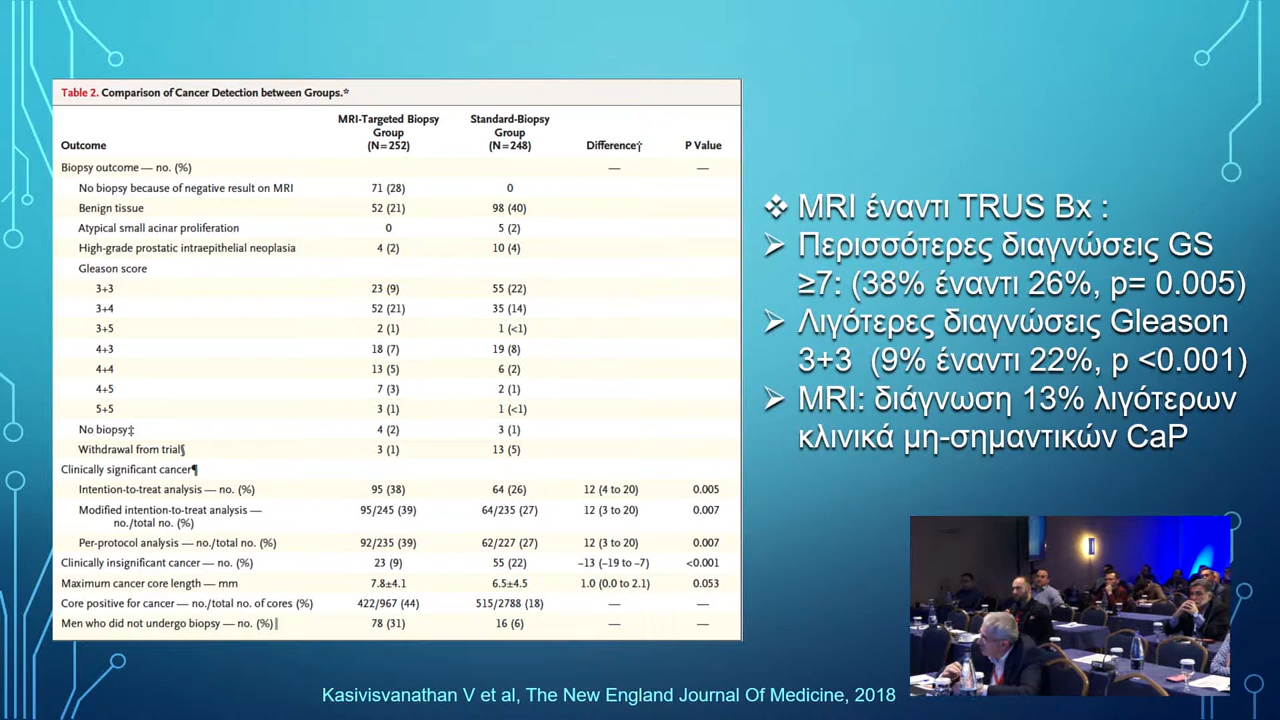 Table 2. Comparison of Cancer Detection between Groups.*
Outcome MRI-Targeted Biopsy Group (N=252) Standard-Biopsy Group (N=248) Difference† P Value
Biopsy outcome — no. (%) — —
No biopsy because of negative result on MRI 71 (28) 0
Benign tissue 52 (21) 98 (40)
Atypical small acinar proliferation 0 5 (2)
High-grade prostatic intraepithelial neoplasia 4 (2) 10 (4)
Gleason score
3+3 23 (9) 55 (22)
3+4 52 (21) 35 (14)
3+5 2 (1) 1 (<1)
4+3 18 (7) 19 (8)
4+4 13 (5) 6 (2)
4+5 7 (3) 2 (1)
5+5 3 (1) 1 (<1)
No biopsy‡ 4 (2) 3 (1)
Withdrawal from trial§ 3 (1) 13 (5)
Clinically significant cancer¶
Intention-to-treat analysis — no. (%) 95 (38) 64 (26) 12 (4 to 20) 0.005
Modified intention-to-treat analysis — 95/245 (39) 64/235 (27) 12 (3 to 20) 0.007
no./total no. (%)
Per-protocol analysis — no./total no. (%) 92/235 (39) 62/227 (27) 12 (3 to 20) 0.007
Clinically insignificant cancer — no. (%) 23 (9) 55 (22) −13 (−19 to −7) <0.001
Maximum cancer core length — mm 7.8±4.1 6.5±4.5 1.0 (0.0 to 2.1) 0.053
Core positive for cancer — no./total no. of cores (%) 422/967 (44) 515/2788 (18) — —
Men who did not undergo biopsy — no. (%)‖ 78 (31) 16 (6) — —
❖ MRI έναντι TRUS Bx :
➢ Περισσότερες διαγνώσεις GS
≥7: (38% έναντι 26%, p= 0.005)
➢ Λιγότερες διαγνώσεις Gleason
3+3 (9% έναντι 22%, p <0.001)
➢ MRI: διάγνωση 13% λιγότερων
κλινικά μη-σημαντικών CaP
Kasivisvanathan V et al, The New England Journal Of Medicine, 2018